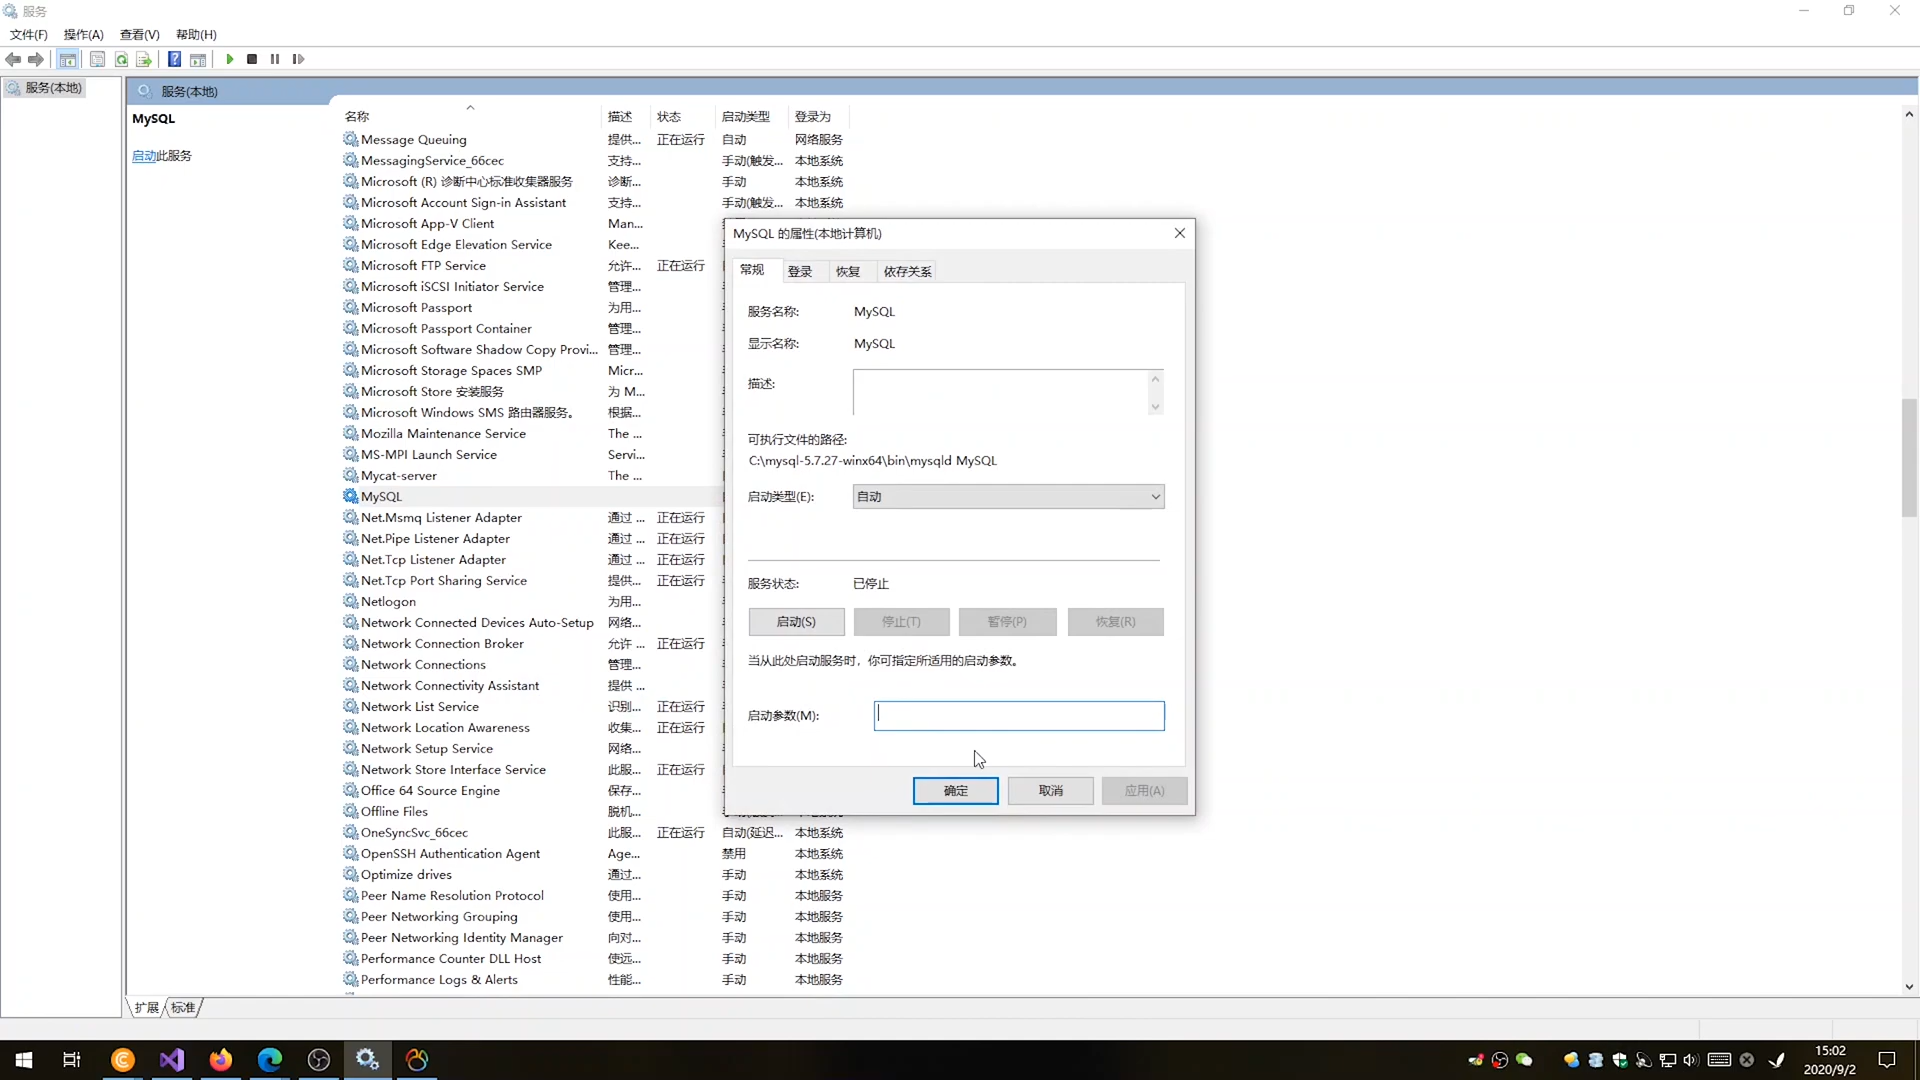 服务
文件(F) 操作(A) 查看(V) 帮助(H)
服务(本地)
服务(本地)
MySQL
启动此服务
名称 描述 状态 启动类型 登录为
Message Queuing 提供... 正在运行 自动 网络服务
MessagingService_66cec 支持... 手动(触发... 本地系统
Microsoft (R) 诊断中心标准收集器服务 诊断... 手动 本地系统
Microsoft Account Sign-in Assistant 支持... 手动(触发... 本地系统
Microsoft App-V Client Man...
Microsoft Edge Elevation Service Kee...
Microsoft FTP Service 允许... 正在运行
Microsoft iSCSI Initiator Service 管理...
Microsoft Passport 为用...
Microsoft Passport Container 管理...
Microsoft Software Shadow Copy Provi... 管理...
Microsoft Storage Spaces SMP Micr...
Microsoft Store 安装服务 为 M...
Microsoft Windows SMS 路由器服务。 根据...
Mozilla Maintenance Service The ...
MS-MPI Launch Service Servi...
Mycat-server The ...
MySQL
Net.Msmq Listener Adapter 通过 ... 正在运行
Net.Pipe Listener Adapter 通过 ... 正在运行
Net.Tcp Listener Adapter 通过 ... 正在运行
Net.Tcp Port Sharing Service 提供... 正在运行
Netlogon 为用...
Network Connected Devices Auto-Setup 网络...
Network Connection Broker 允许 ... 正在运行
Network Connections 管理...
Network Connectivity Assistant 提供 ...
Network List Service 识别... 正在运行
Network Location Awareness 收集... 正在运行
Network Setup Service 网络...
Network Store Interface Service 此服... 正在运行
Office 64 Source Engine 保存...
Offline Files 脱机...
OneSyncSvc_66cec 此服... 正在运行 自动(延迟... 本地系统
OpenSSH Authentication Agent Age... 禁用 本地系统
Optimize drives 通过... 手动 本地系统
Peer Name Resolution Protocol 使用... 手动 本地服务
Peer Networking Grouping 使用... 手动 本地服务
Peer Networking Identity Manager 向对... 手动 本地服务
Performance Counter DLL Host 使远... 手动 本地服务
Performance Logs & Alerts 性能... 手动 本地服务
MySQL 的属性(本地计算机)
常规 登录 恢复 依存关系
服务名称: MySQL
显示名称: MySQL
描述:
可执行文件的路径:
C:\mysql-5.7.27-winx64\bin\mysqld MySQL
启动类型(E): 自动
服务状态: 已停止
启动(S) 停止(T) 暂停(P) 恢复(R)
当从此处启动服务时，你可指定所适用的启动参数。
启动参数(M):
确定 取消 应用(A)
扩展 标准
15:02
2020/9/2